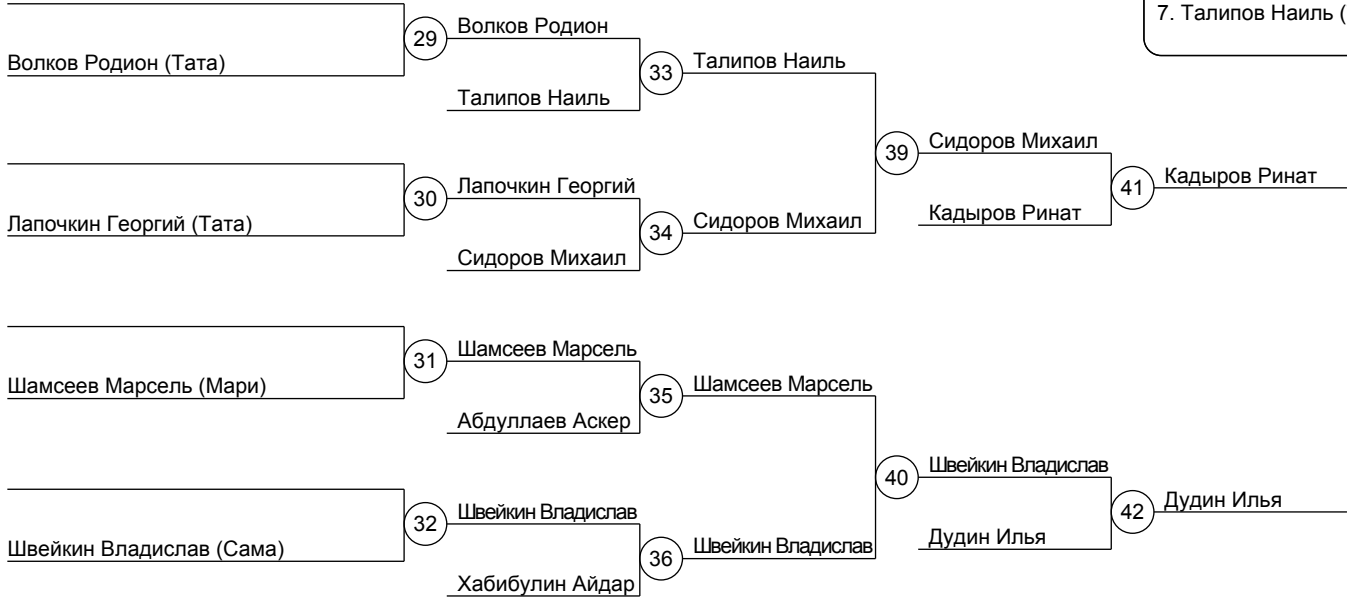 7. Талипов Наиль (
29
Волков Родион
Волков Родион (Тата)
33
Талипов Наиль
Талипов Наиль
39
Сидоров Михаил
30
Лапочкин Георгий
41
Кадыров Ринат
Лапочкин Георгий (Тата)
34
Сидоров Михаил
Кадыров Ринат
Сидоров Михаил
31
Шамсеев Марсель
Шамсеев Марсель (Мари)
35
Шамсеев Марсель
Абдуллаев Аскер
40
Швейкин Владислав
32
Швейкин Владислав
42
Дудин Илья
Швейкин Владислав (Сама)
36
Швейкин Владислав
Дудин Илья
Хабибулин Айдар